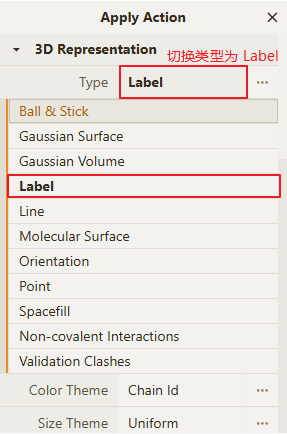 Apply Action
3D Representation
切换类型为 Label
Type Label
Ball & Stick
Gaussian Surface
Gaussian Volume
Label
Line
Molecular Surface
Orientation
Point
Spacefill
Non-covalent Interactions
Validation Clashes
Color Theme Chain Id
Size Theme Uniform